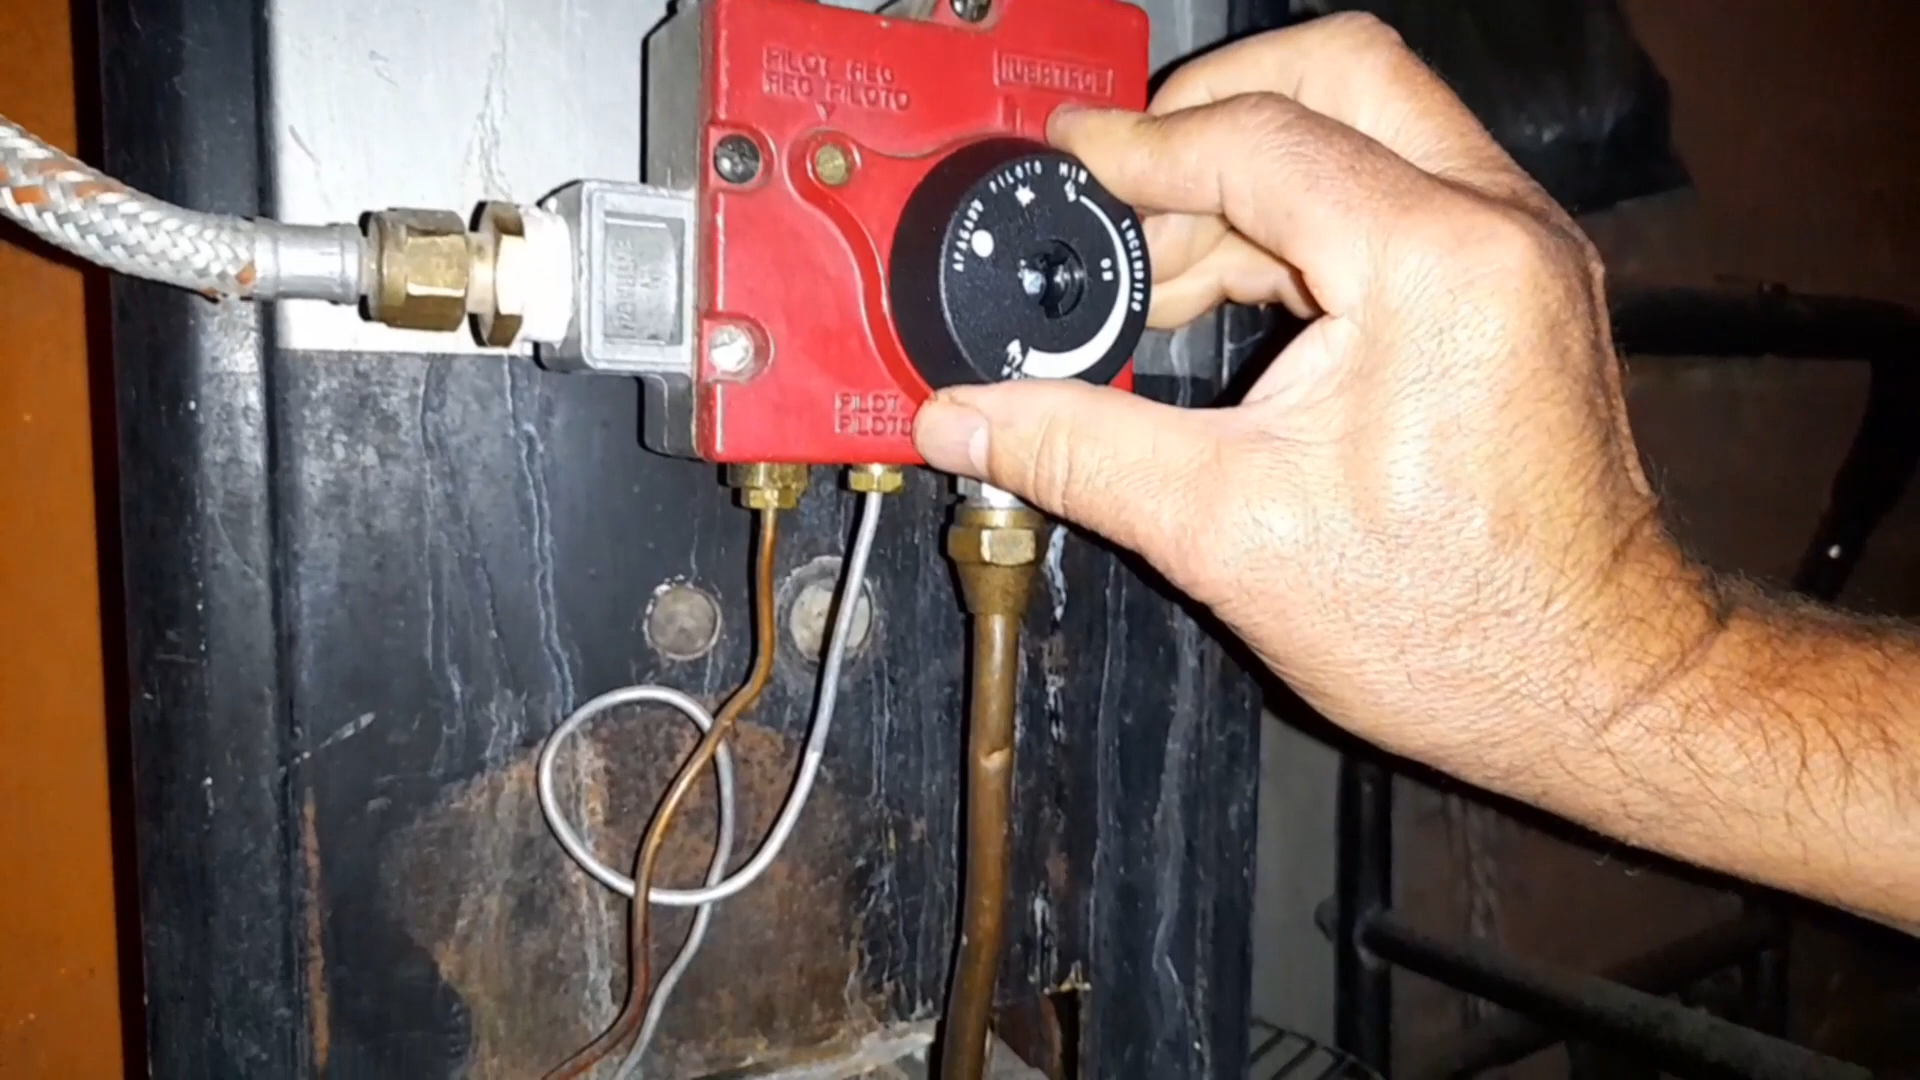 PILOT REG
REG PILOTO
APAGADO
PILOTO
MIN
ENCENDIDO
ON
PILOT
PILOTO